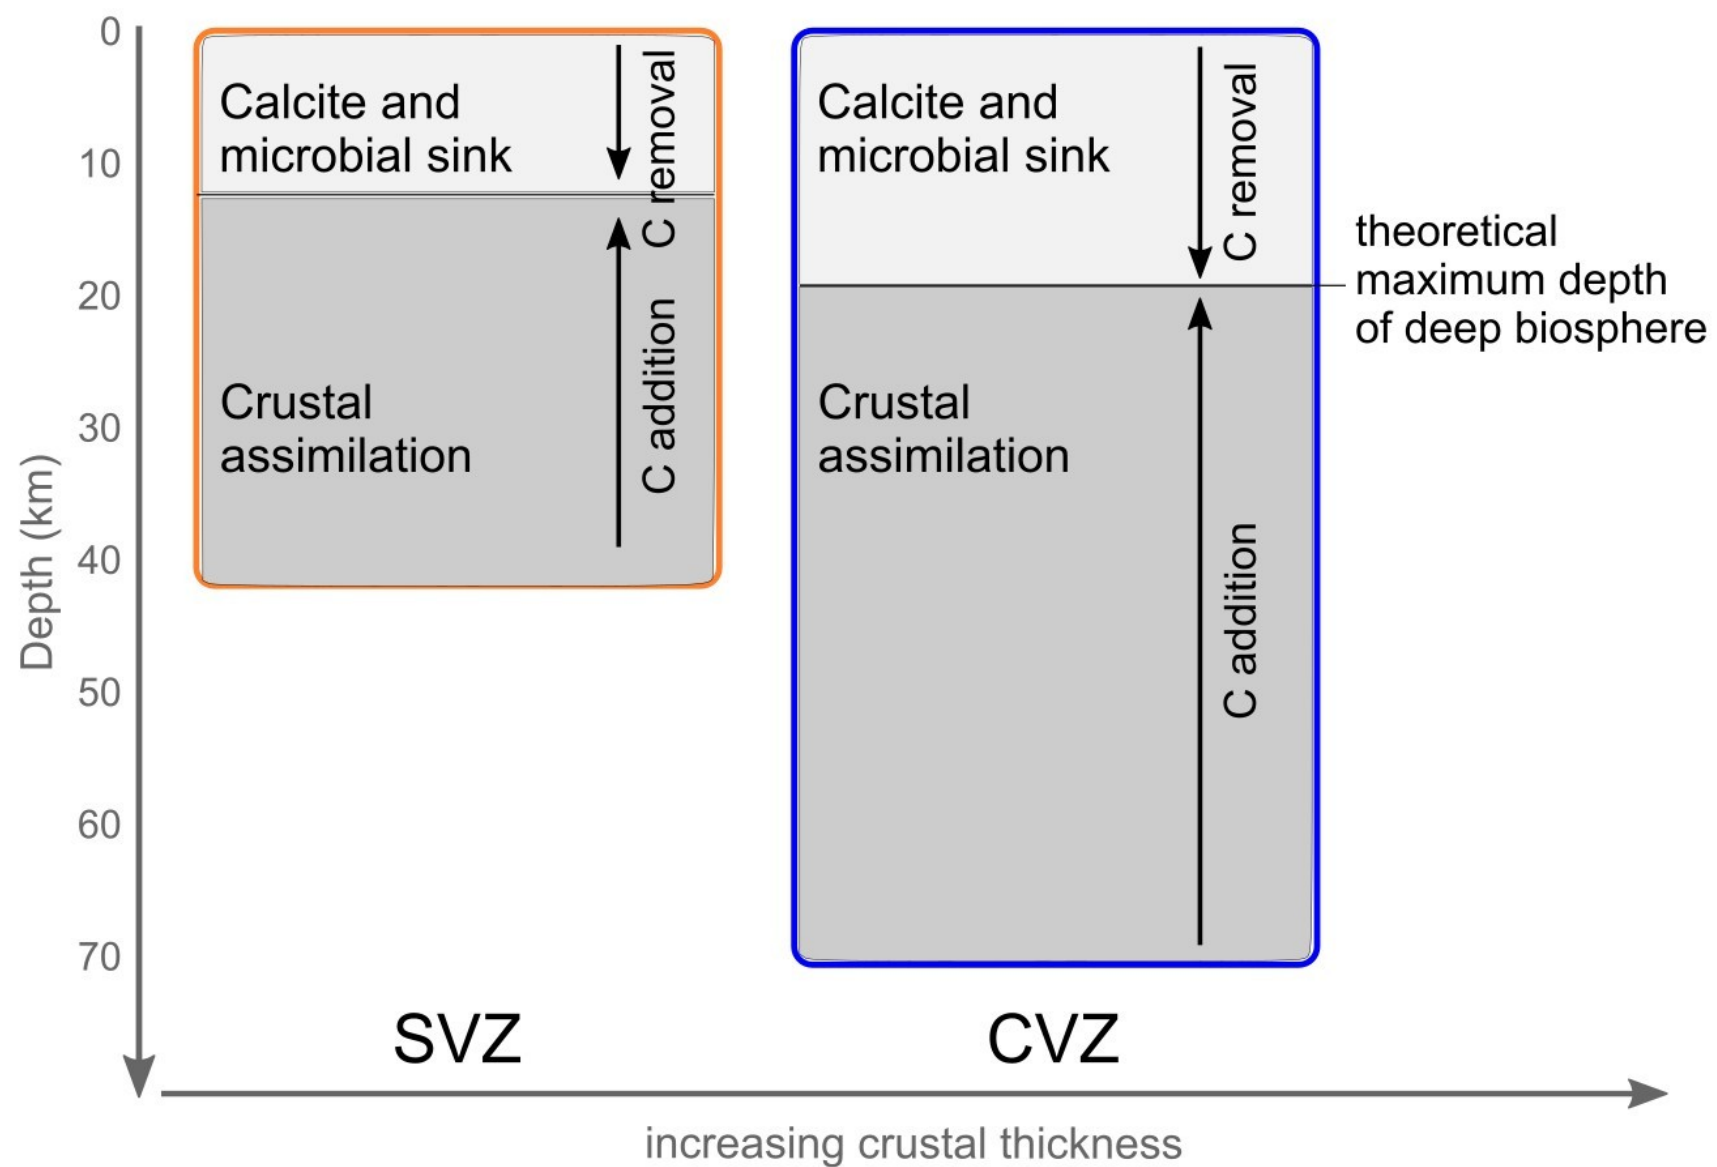 0
10
20
30
40
50
60
70
Depth (km)
Calcite and
microbial sink
C removal
Crustal
assimilation
C addition
Calcite and
microbial sink
C removal
Crustal
assimilation
C addition
theoretical
maximum depth
of deep biosphere
SVZ
CVZ
increasing crustal thickness